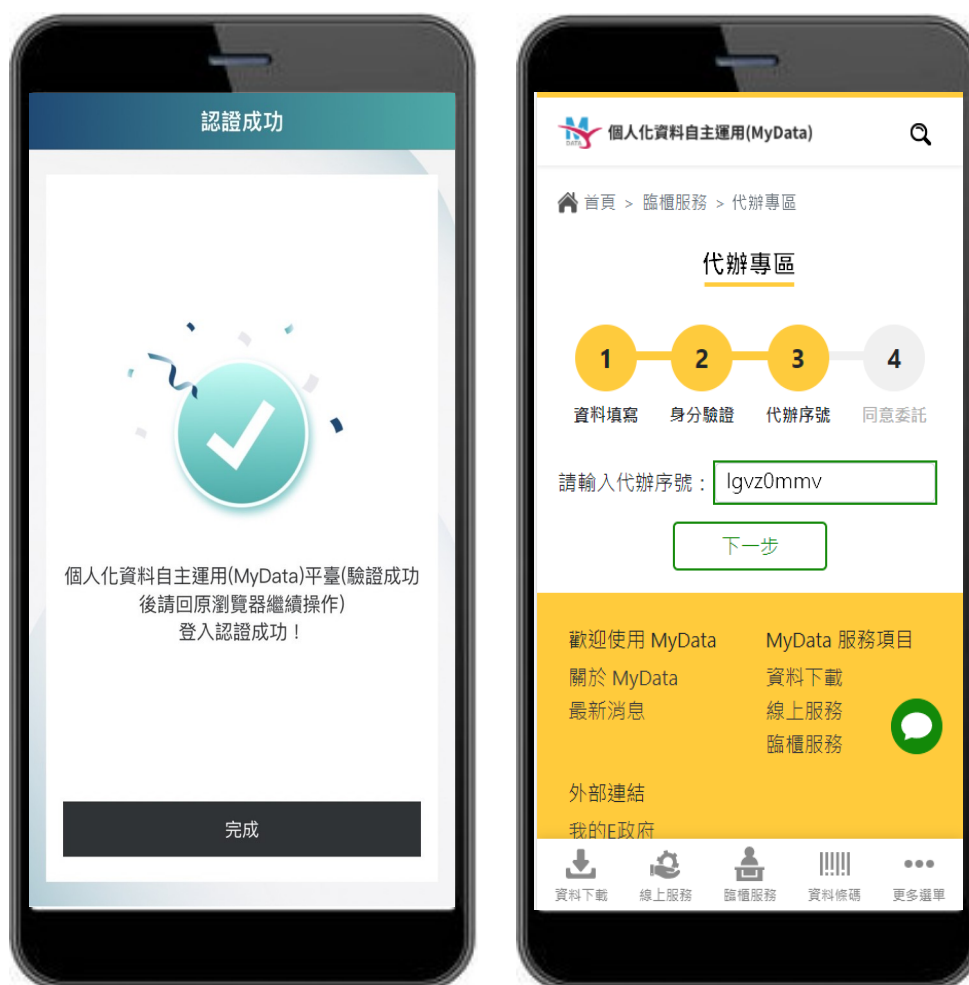 認證成功
個人化資料自主運用(MyData)平臺(驗證成功
後請回原瀏覽器繼續操作)
登入認證成功！
完成
M
DATA
個人化資料自主運用(MyData)
首頁 > 臨櫃服務 > 代辦專區
代辦專區
1 2 3 4
資料填寫 身分驗證 代辦序號 同意委託
請輸入代辦序號： lgvz0mmv
下一步
歡迎使用 MyData
關於 MyData
最新消息
MyData 服務項目
資料下載
線上服務
臨櫃服務
外部連結
我的E政府
資料下載 線上服務 臨櫃服務 資料條碼 更多選單